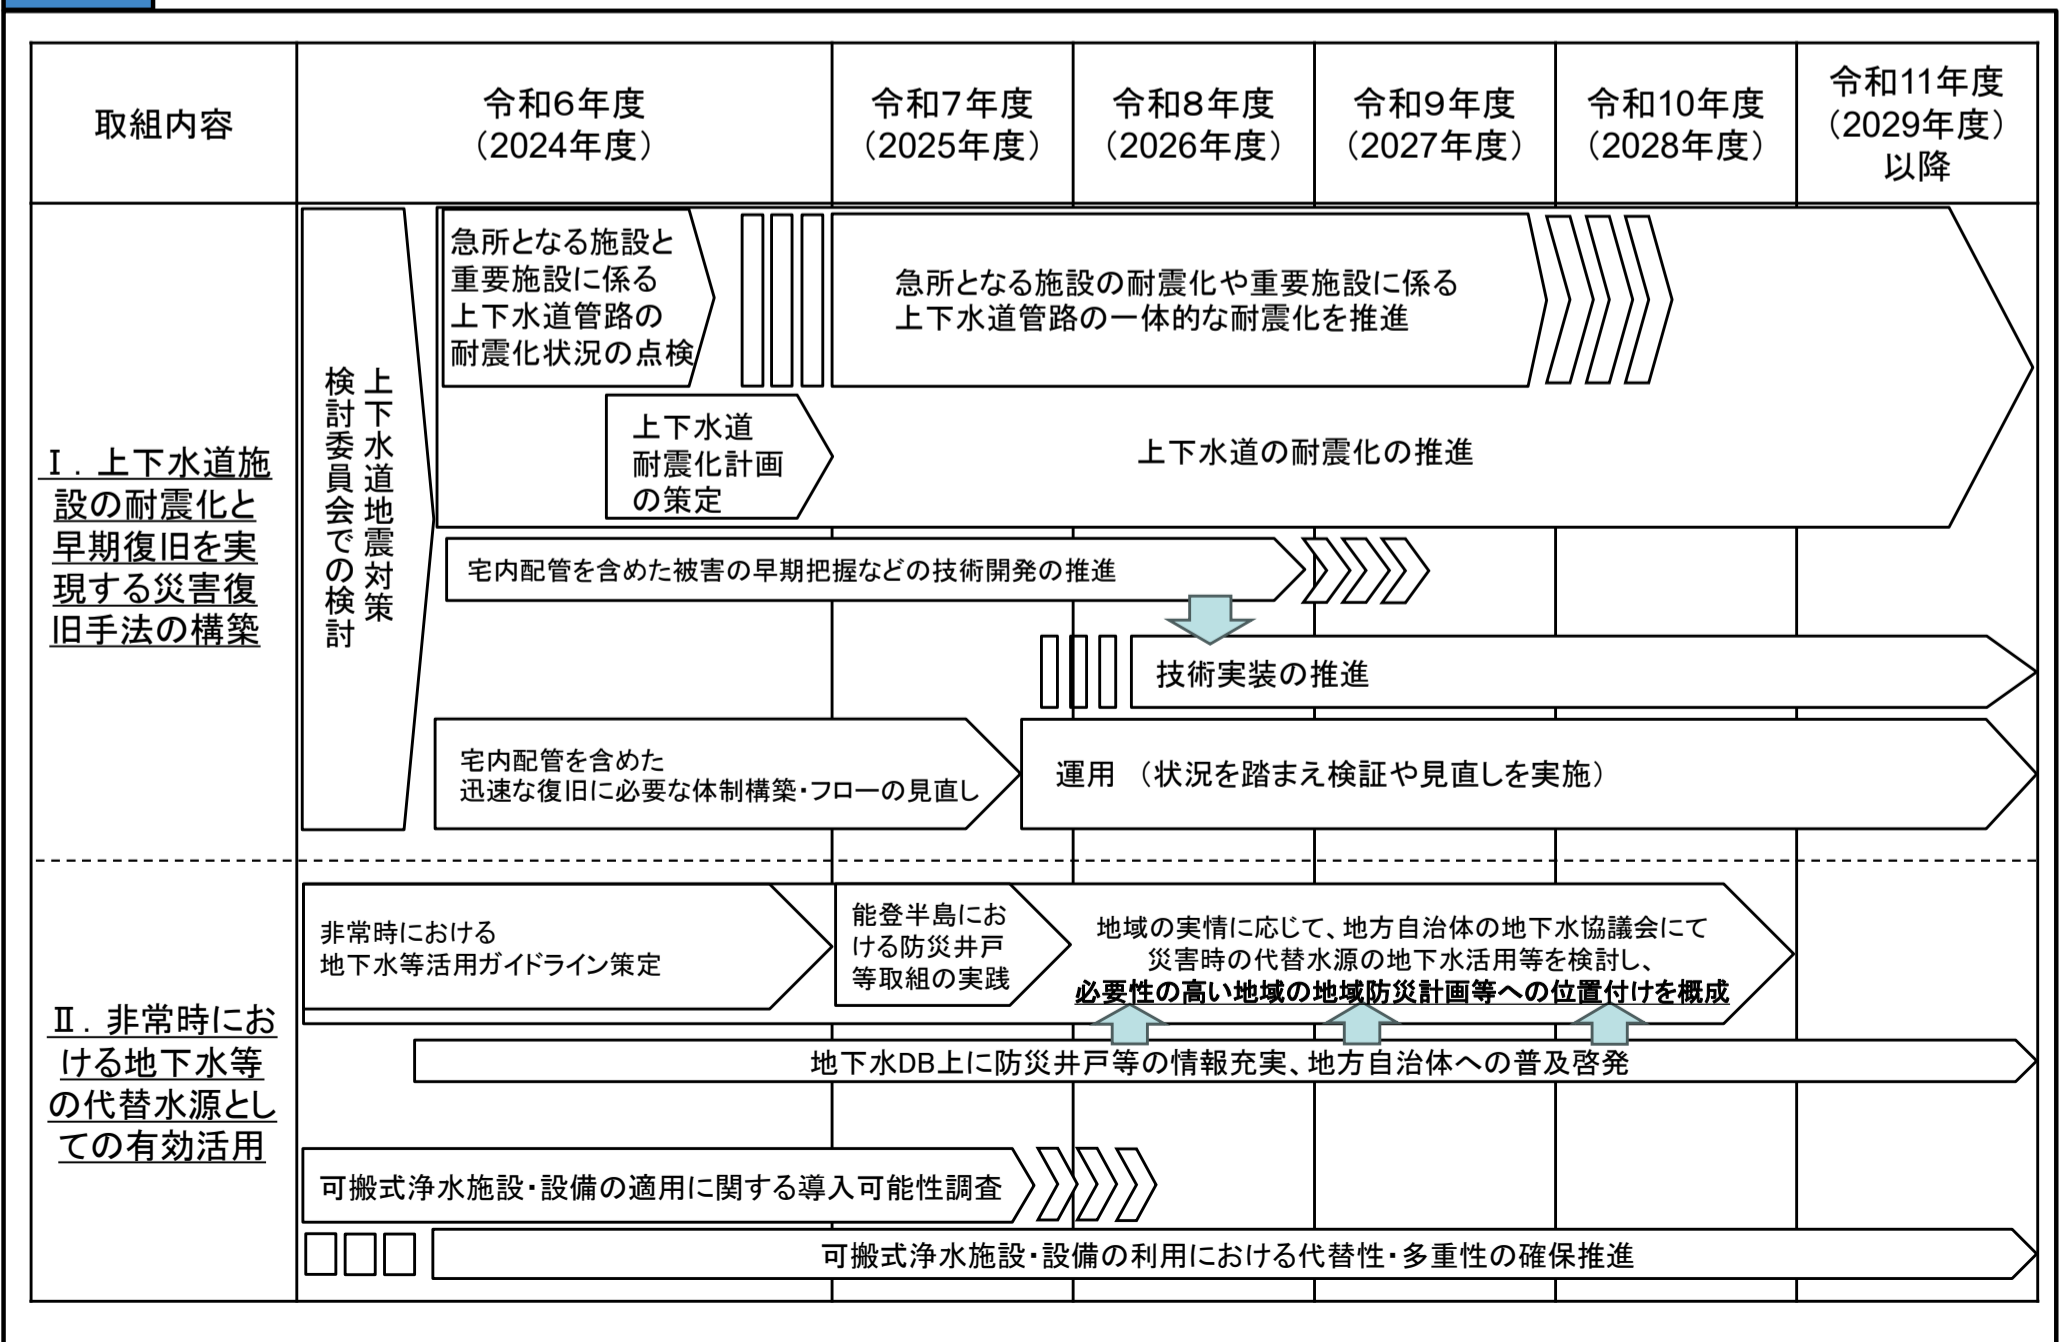 取組内容
令和6年度
（2024年度）
令和7年度
（2025年度）
令和8年度
（2026年度）
令和9年度
（2027年度）
令和10年度
（2028年度）
令和11年度
（2029年度）
以降
Ⅰ．上下水道施
設の耐震化と
早期復旧を実
現する災害復
旧手法の構築
上下水道地震対策
検討委員会での検討
急所となる施設と
重要施設に係る
上下水道管路の
耐震化状況の点検
急所となる施設の耐震化や重要施設に係る
上下水道管路の一体的な耐震化を推進
上下水道
耐震化計画
の策定
上下水道の耐震化の推進
宅内配管を含めた被害の早期把握などの技術開発の推進
技術実装の推進
宅内配管を含めた
迅速な復旧に必要な体制構築・フローの見直し
運用 （状況を踏まえ検証や見直しを実施）
Ⅱ．非常時にお
ける地下水等
の代替水源とし
ての有効活用
非常時における
地下水等活用ガイドライン策定
能登半島にお
ける防災井戸
等取組の実践
地域の実情に応じて、地方自治体の地下水協議会にて
災害時の代替水源の地下水活用等を検討し、
必要性の高い地域の地域防災計画等への位置付けを概成
地下水DB上に防災井戸等の情報充実、地方自治体への普及啓発
可搬式浄水施設・設備の適用に関する導入可能性調査
可搬式浄水施設・設備の利用における代替性・多重性の確保推進